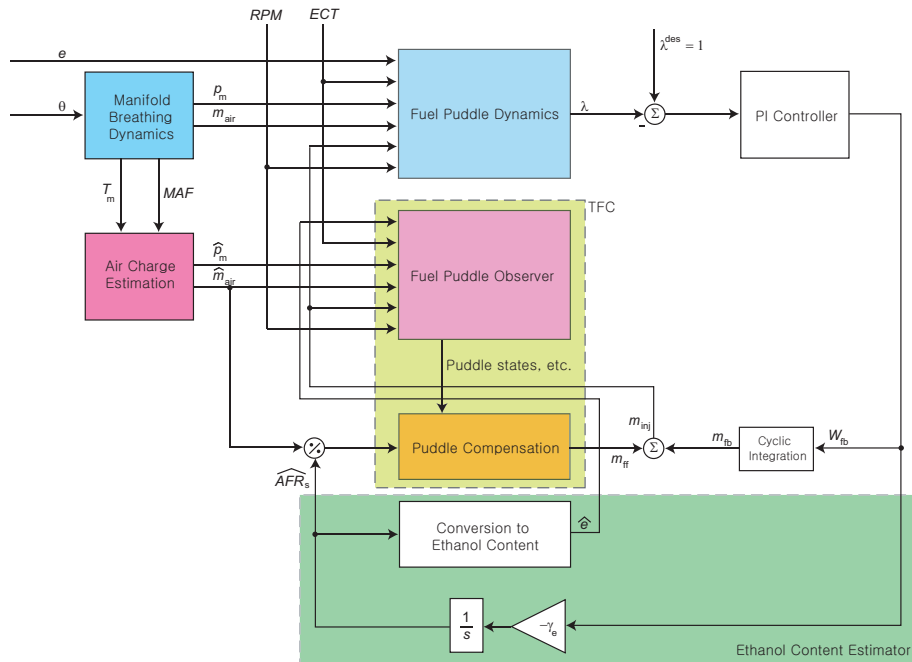 RPM
ECT
λdes = 1
e
θ
Manifold
Breathing
Dynamics
pm
mair
Fuel Puddle Dynamics
λ
-
Σ
PI Controller
Tm
MAF
TFC
Air Charge
Estimation
p̂m
m̂air
Fuel Puddle Observer
Puddle states, etc.
Puddle Compensation
minj
mff
Σ
mfb
Cyclic
Integration
Wfb
AFR̂s
Conversion to
Ethanol Content
ê
1
s
−γe
Ethanol Content Estimator